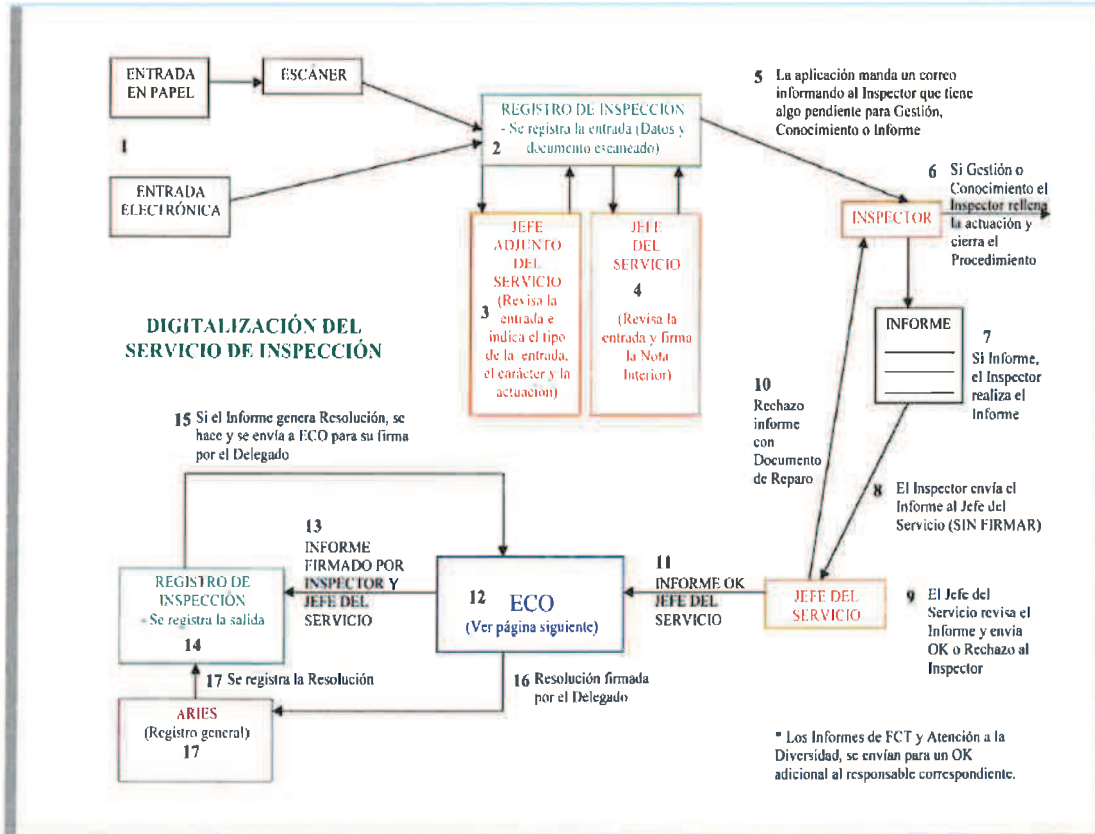 ENTRADA
EN PAPEL
ESCÁNER
1
ENTRADA
ELECTRÓNICA
REGISTRO DE INSPECCIÓN
- Se registra la entrada (Datos y
2 documento escaneado)
5 La aplicación manda un correo
informando al Inspector que tiene
algo pendiente para Gestión,
Conocimiento o Informe
6 Si Gestión o
Conocimiento el
Inspector rellena
la actuación y
cierra el
Procedimiento
INSPECTOR
JEFE
ADJUNTO
DEL
SERVICIO
(Revisa la
3 entrada e
indica el tipo
de la entrada,
el carácter y la
actuación)
JEFE
DEL
SERVICIO
4
(Revisa la
entrada y firma
la Nota
Interior)
DIGITALIZACIÓN DEL
SERVICIO DE INSPECCIÓN
INFORME
7
Si Informe,
el Inspector
realiza el
Informe
10
Rechazo
informe
con
Documento
de Reparo
8 El Inspector envía el
Informe al Jefe del
Servicio (SIN FIRMAR)
15 Si el Informe genera Resolución, se
hace y se envía a ECO para su firma
por el Delegado
13
INFORME
FIRMADO POR
INSPECTOR Y
JEFE DEL
SERVICIO
REGISTRO DE
INSPECCIÓN
- Se registra la salida
14
12 ECO
(Ver página siguiente)
11
INFORME OK
JEFE DEL
SERVICIO
JEFE DEL
SERVICIO
9 El Jefe del
Servicio revisa el
Informe y envía
OK o Rechazo al
Inspector
17 Se registra la Resolución
16 Resolución firmada
por el Delegado
ARIES
(Registro general)
17
* Los Informes de FCT y Atención a la
Diversidad, se envían para un OK
adicional al responsable correspondiente.